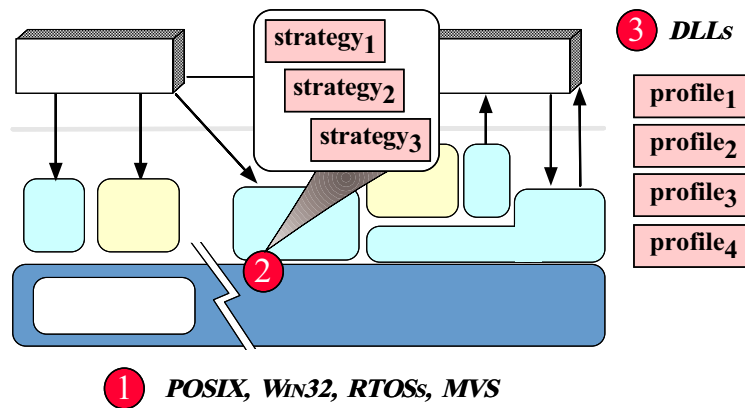 strategy1
strategy2
strategy3
3 DLLs
profile1
profile2
profile3
profile4
2
1 POSIX, WIN32, RTOSs, MVS